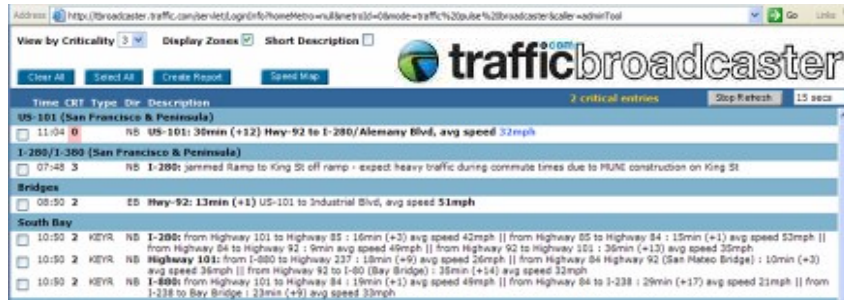 Address http://tbroadcaster.traffic.com/servlet/LoginInfo?homeMetro=null&metroId=0&mode=traffic%20pulse%20broadcaster&caller=adminTool Go Links
View by Criticality 3 Display Zones Short Description
.com
trafficbroadcaster
Clear All Select All Create Report Speed Map
Time CRT Type Dir Description 2 critical entries Stop Refresh 15 secs
US-101 (San Francisco & Peninsula)
11:04 0 NB US-101: 30min (+12) Hwy-92 to I-280/Alemany Blvd, avg speed 32mph
I-280/I-380 (San Francisco & Peninsula)
07:48 3 NB I-280: jammed Ramp to King St off ramp - expect heavy traffic during commute times due to MUNI construction on King St
Bridges
08:50 2 EB Hwy-92: 13min (+1) US-101 to Industrial Blvd, avg speed 51mph
South Bay
10:50 2 KEYR NB I-280: from Highway 101 to Highway 85 : 16min (+3) avg speed 42mph || from Highway 85 to Highway 84 : 15min (+1) avg speed 53mph ||
from Highway 84 to Highway 92 : 9min avg speed 49mph || from Highway 92 to Highway 101 : 36min (+13) avg speed 35mph
10:50 2 KEYR NB Highway 101: from I-880 to Highway 237 : 18min (+9) avg speed 26mph || from Highway 84 Highway 92 (San Mateo Bridge) : 10min (+3)
avg speed 36mph || from Highway 92 to I-80 (Bay Bridge) : 35min (+14) avg speed 32mph
10:50 2 KEYR NB I-880: from Highway 101 to Highway 84 : 19min (+1) avg speed 49mph || from Highway 84 to I-238 : 29min (+17) avg speed 21mph || from
I-238 to Bay Bridge : 23min (+9) avg speed 33mph